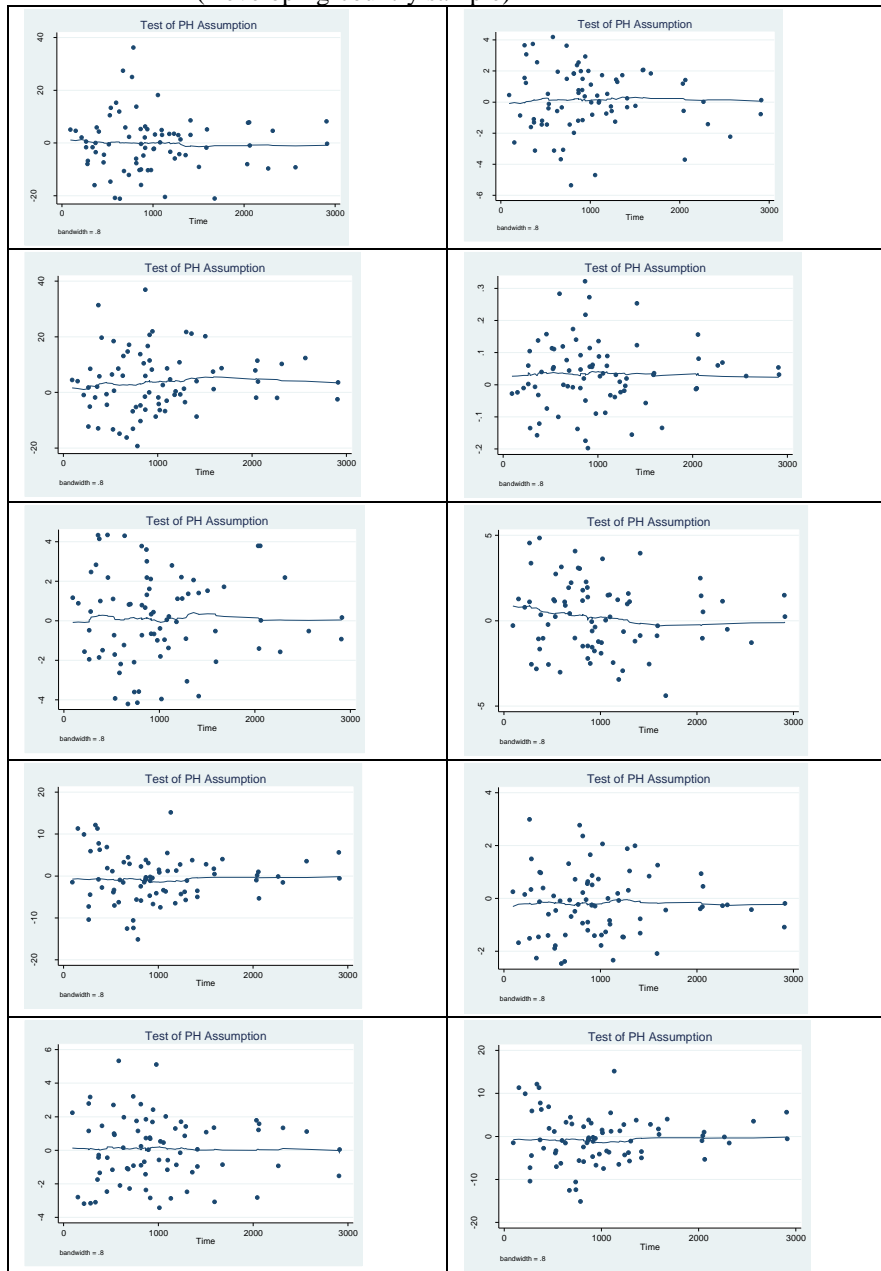 (Developing country sample)
Test of PH Assumption
40
20
0
-20
0 1000 2000 3000
Time
bandwidth = .8
Test of PH Assumption
4
2
0
-2
-4
-6
0 1000 2000 3000
Time
bandwidth = .8
Test of PH Assumption
40
20
0
-20
0 1000 2000 3000
Time
bandwidth = .8
Test of PH Assumption
.3
.2
.1
0
-.1
-.2
0 1000 2000 3000
Time
bandwidth = .8
Test of PH Assumption
4
2
0
-2
-4
0 1000 2000 3000
Time
bandwidth = .8
Test of PH Assumption
5
0
-5
0 1000 2000 3000
Time
bandwidth = .8
Test of PH Assumption
20
10
0
-10
-20
0 1000 2000 3000
Time
bandwidth = .8
Test of PH Assumption
4
2
0
-2
0 1000 2000 3000
Time
bandwidth = .8
Test of PH Assumption
6
4
2
0
-2
-4
0 1000 2000 3000
Time
bandwidth = .8
Test of PH Assumption
20
10
0
-10
-20
0 1000 2000 3000
Time
bandwidth = .8